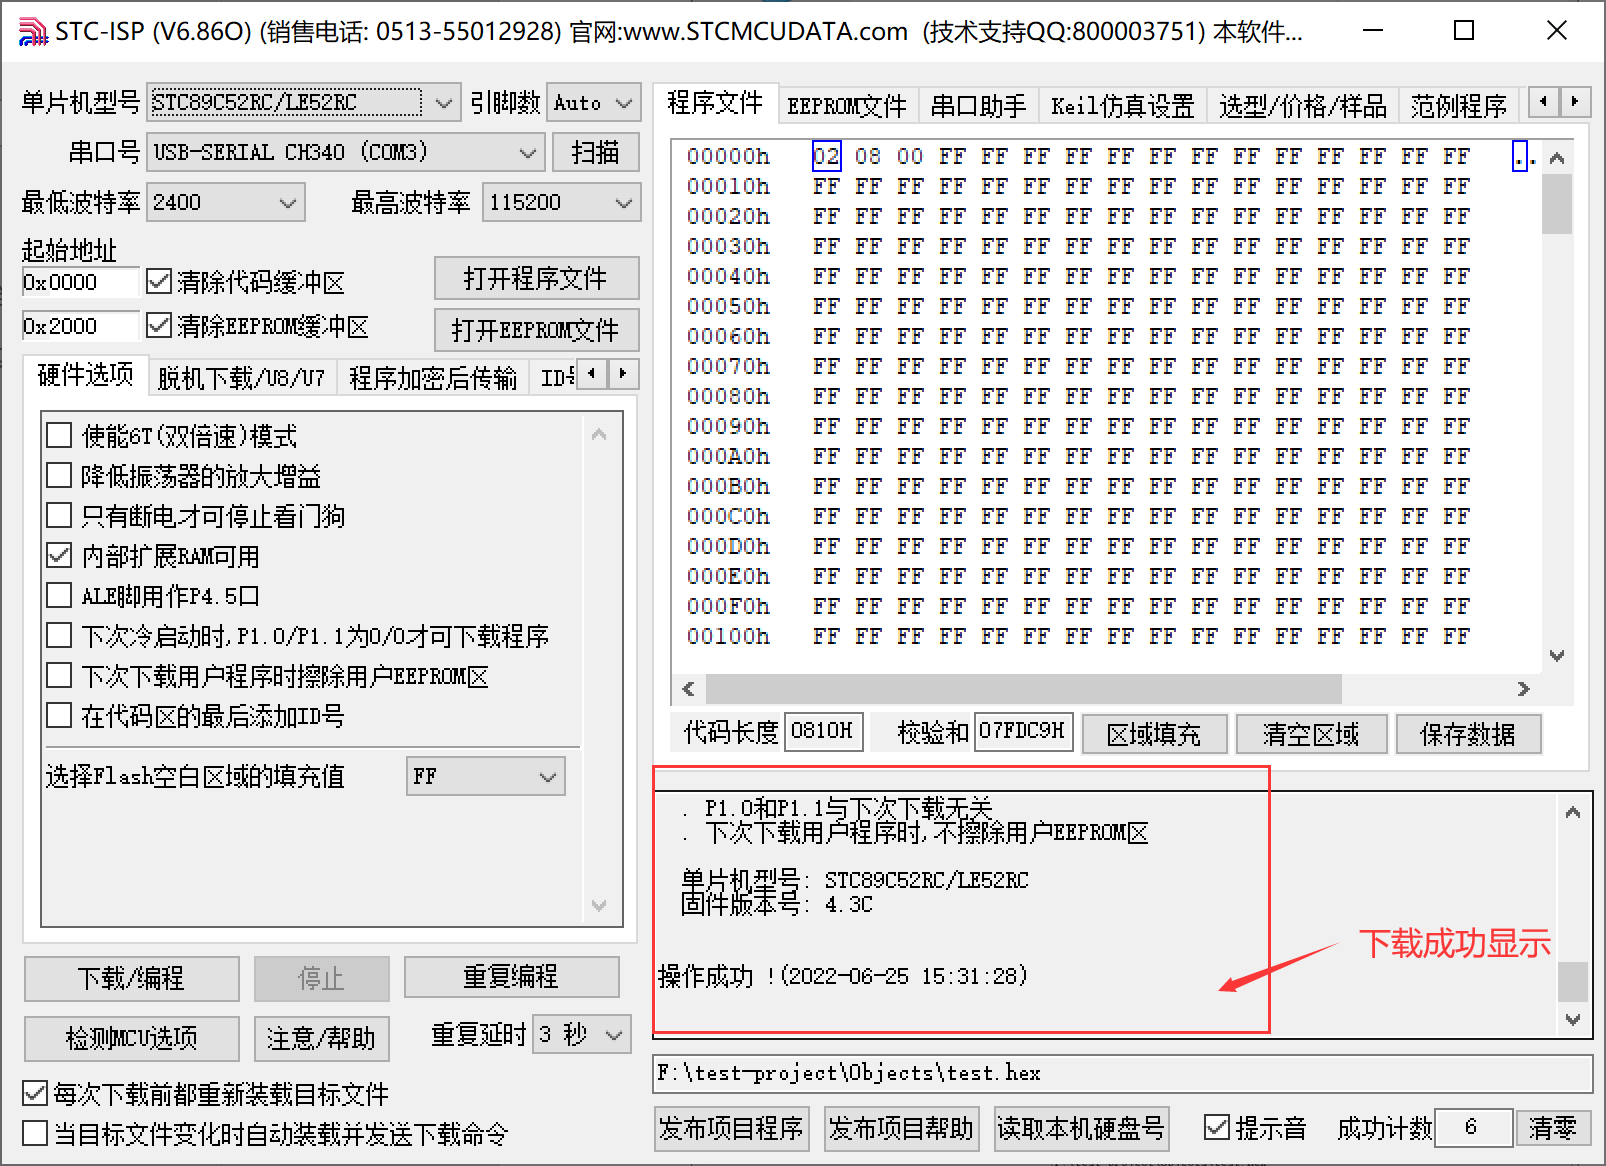 STC-ISP (V6.86O) (销售电话: 0513-55012928) 官网:www.STCMCUDATA.com  (技术支持QQ:800003751) 本软件...
单片机型号 STC89C52RC/LE52RC 引脚数 Auto
串口号 USB-SERIAL CH340 (COM3) 扫描
最低波特率 2400 最高波特率 115200
起始地址
0x0000 清除代码缓冲区 打开程序文件
0x2000 清除EEPROM缓冲区 打开EEPROM文件
硬件选项 脱机下载/U8/U7 程序加密后传输 ID
使能6T(双倍速)模式
降低振荡器的放大增益
只有断电才可停止看门狗
内部扩展RAM可用
ALE脚用作P4.5口
下次冷启动时,P1.0/P1.1为0/0才可下载程序
下次下载用户程序时擦除用户EEPROM区
在代码区的最后添加ID号
选择Flash空白区域的填充值 FF
下载/编程 停止 重复编程
检测MCU选项 注意/帮助 重复延时 3 秒
每次下载前都重新装载目标文件
当目标文件变化时自动装载并发送下载命令
程序文件 EEPROM文件 串口助手 Keil仿真设置 选型/价格/样品 范例程序
00000h 02 08 00 FF FF FF FF FF FF FF FF FF FF FF FF FF ..
00010h FF FF FF FF FF FF FF FF FF FF FF FF FF FF FF FF
00020h FF FF FF FF FF FF FF FF FF FF FF FF FF FF FF FF
00030h FF FF FF FF FF FF FF FF FF FF FF FF FF FF FF FF
00040h FF FF FF FF FF FF FF FF FF FF FF FF FF FF FF FF
00050h FF FF FF FF FF FF FF FF FF FF FF FF FF FF FF FF
00060h FF FF FF FF FF FF FF FF FF FF FF FF FF FF FF FF
00070h FF FF FF FF FF FF FF FF FF FF FF FF FF FF FF FF
00080h FF FF FF FF FF FF FF FF FF FF FF FF FF FF FF FF
00090h FF FF FF FF FF FF FF FF FF FF FF FF FF FF FF FF
000A0h FF FF FF FF FF FF FF FF FF FF FF FF FF FF FF FF
000B0h FF FF FF FF FF FF FF FF FF FF FF FF FF FF FF FF
000C0h FF FF FF FF FF FF FF FF FF FF FF FF FF FF FF FF
000D0h FF FF FF FF FF FF FF FF FF FF FF FF FF FF FF FF
000E0h FF FF FF FF FF FF FF FF FF FF FF FF FF FF FF FF
000F0h FF FF FF FF FF FF FF FF FF FF FF FF FF FF FF FF
00100h FF FF FF FF FF FF FF FF FF FF FF FF FF FF FF FF
代码长度 0810H 校验和 07FDC9H 区域填充 清空区域 保存数据
. P1.0和P1.1与下次下载无关
. 下次下载用户程序时,不擦除用户EEPROM区
单片机型号: STC89C52RC/LE52RC
固件版本号: 4.3C
下载成功显示
操作成功 !(2022-06-25 15:31:28)
F:\test-project\Objects\test.hex
发布项目程序 发布项目帮助 读取本机硬盘号 提示音 成功计数 6 清零